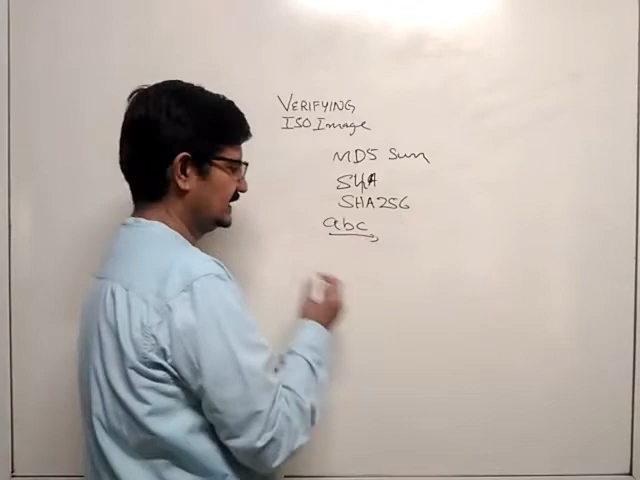 VERIFYING
ISO Image
MD5 Sum
SHA
SHA256
abc